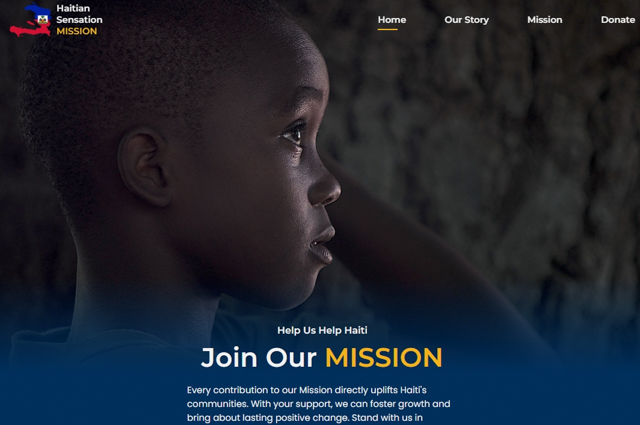 Haitian
Sensation
MISSION
Home
Our Story
Mission
Donate
Help Us Help Haiti
Join Our MISSION
Every contribution to our Mission directly uplifts Haiti's
communities. With your support, we can foster growth and
bring about lasting positive change. Stand with us in